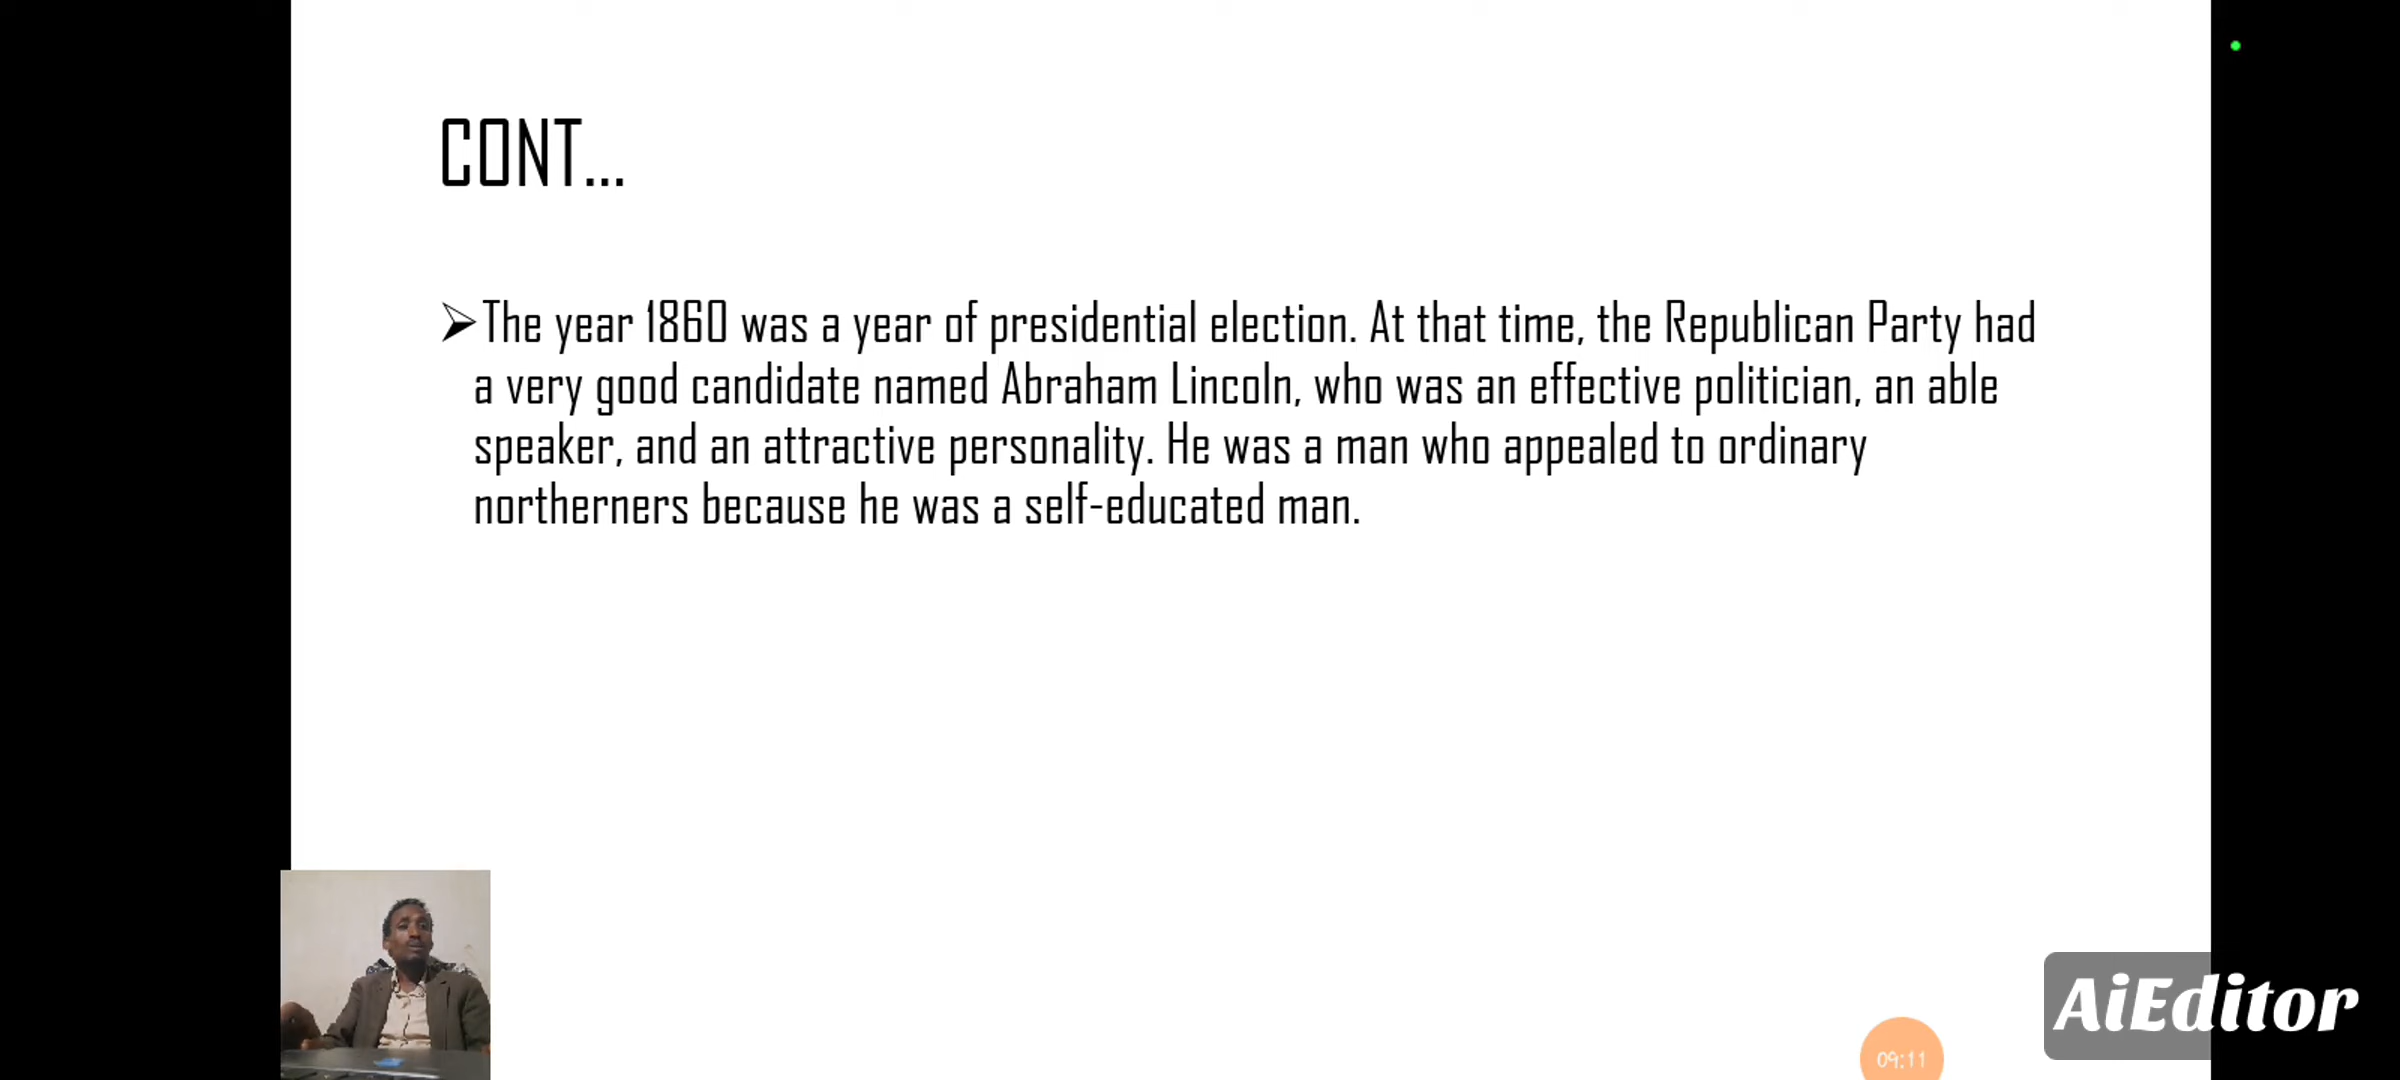 CONT...
➢The year 1860 was a year of presidential election. At that time, the Republican Party had
a very good candidate named Abraham Lincoln, who was an effective politician, an able
speaker, and an attractive personality. He was a man who appealed to ordinary
northerners because he was a self-educated man.
AiEditor
09:11